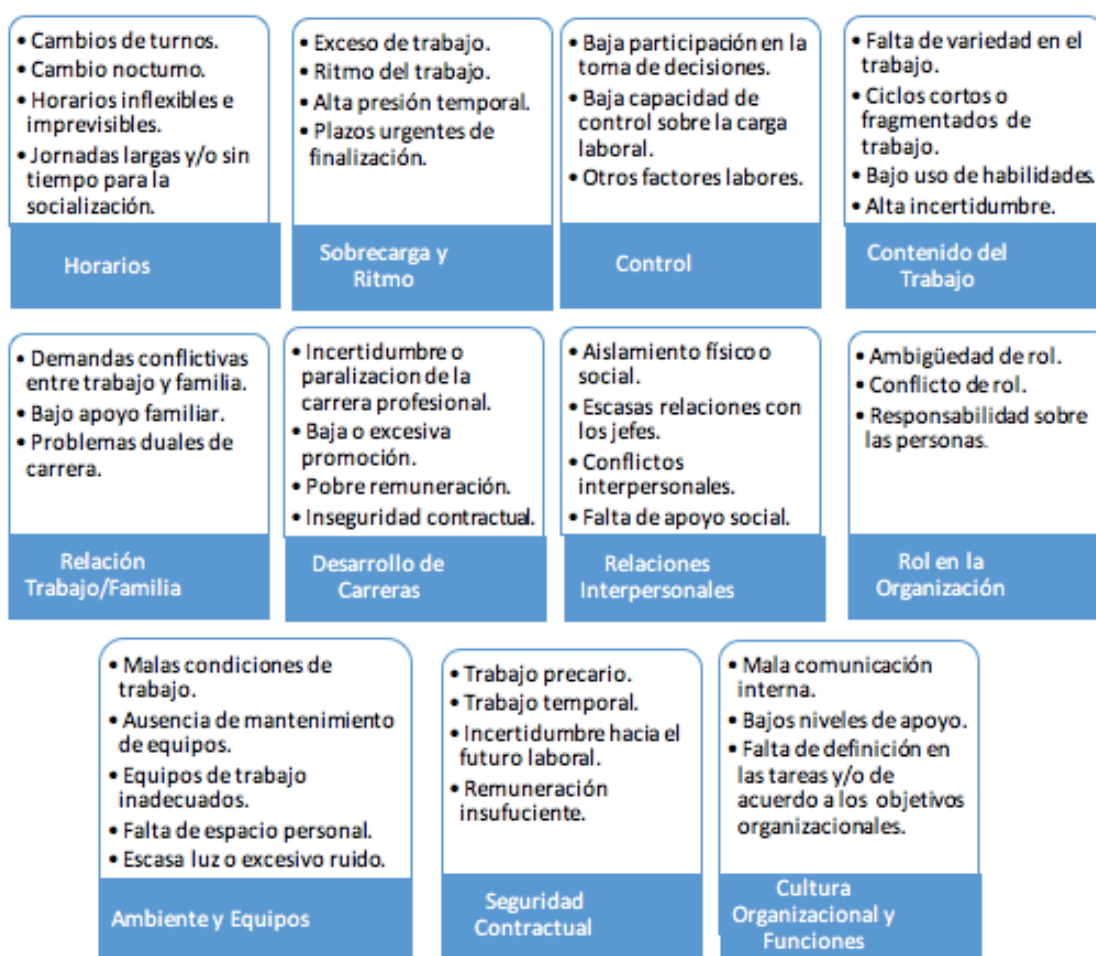 • Cambios de turnos.
• Cambio nocturno.
• Horarios inflexibles e
imprevisibles.
• Jornadas largas y/o sin
tiempo para la
socialización.
Horarios
• Exceso de trabajo.
• Ritmo del trabajo.
• Alta presión temporal.
• Plazos urgentes de
finalización.
Sobrecarga y
Ritmo
• Baja participación en la
toma de decisiones.
• Baja capacidad de
control sobre la carga
laboral.
• Otros factores labores.
Control
• Falta de variedad en el
trabajo.
• Ciclos cortos o
fragmentados de
trabajo.
• Bajo uso de habilidades.
• Alta incertidumbre.
Contenido del
Trabajo
• Demandas conflictivas
entre trabajo y familia.
• Bajo apoyo familiar.
• Problemas duales de
carrera.
Relación
Trabajo/Familia
• Incertidumbre o
paralizacion de la
carrera profesional.
• Baja o excesiva
promoción.
• Pobre remuneración.
• Inseguridad contractual.
Desarrollo de
Carreras
• Aislamiento físico o
social.
• Escasas relaciones con
los jefes.
• Conflictos
interpersonales.
• Falta de apoyo social.
Relaciones
Interpersonales
• Ambigüedad de rol.
• Conflicto de rol.
• Responsabilidad sobre
las personas.
Rol en la
Organización
• Malas condiciones de
trabajo.
• Ausencia de mantenimiento
de equipos.
• Equipos de trabajo
inadecuados.
• Falta de espacio personal.
• Escasa luz o excesivo ruido.
Ambiente y Equipos
• Trabajo precario.
• Trabajo temporal.
• Incertidumbre hacia el
futuro laboral.
• Remuneración
insufuciente.
Seguridad
Contractual
• Mala comunicación
interna.
• Bajos niveles de apoyo.
• Falta de definición en
las tareas y/o de
acuerdo a los objetivos
organizacionales.
Cultura
Organizacional y
Funciones